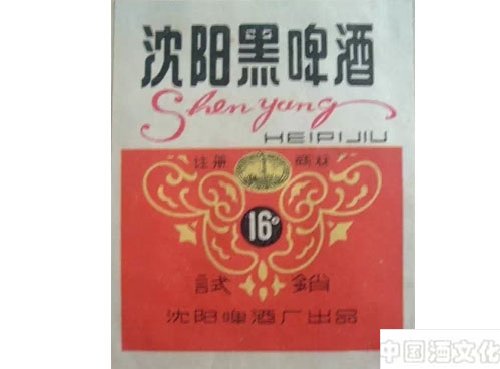 沈阳黑啤酒
Shenyang
HEIPIJIU
注册 商标
16°
試 銷
沈阳啤酒厂出品
中国酒文化